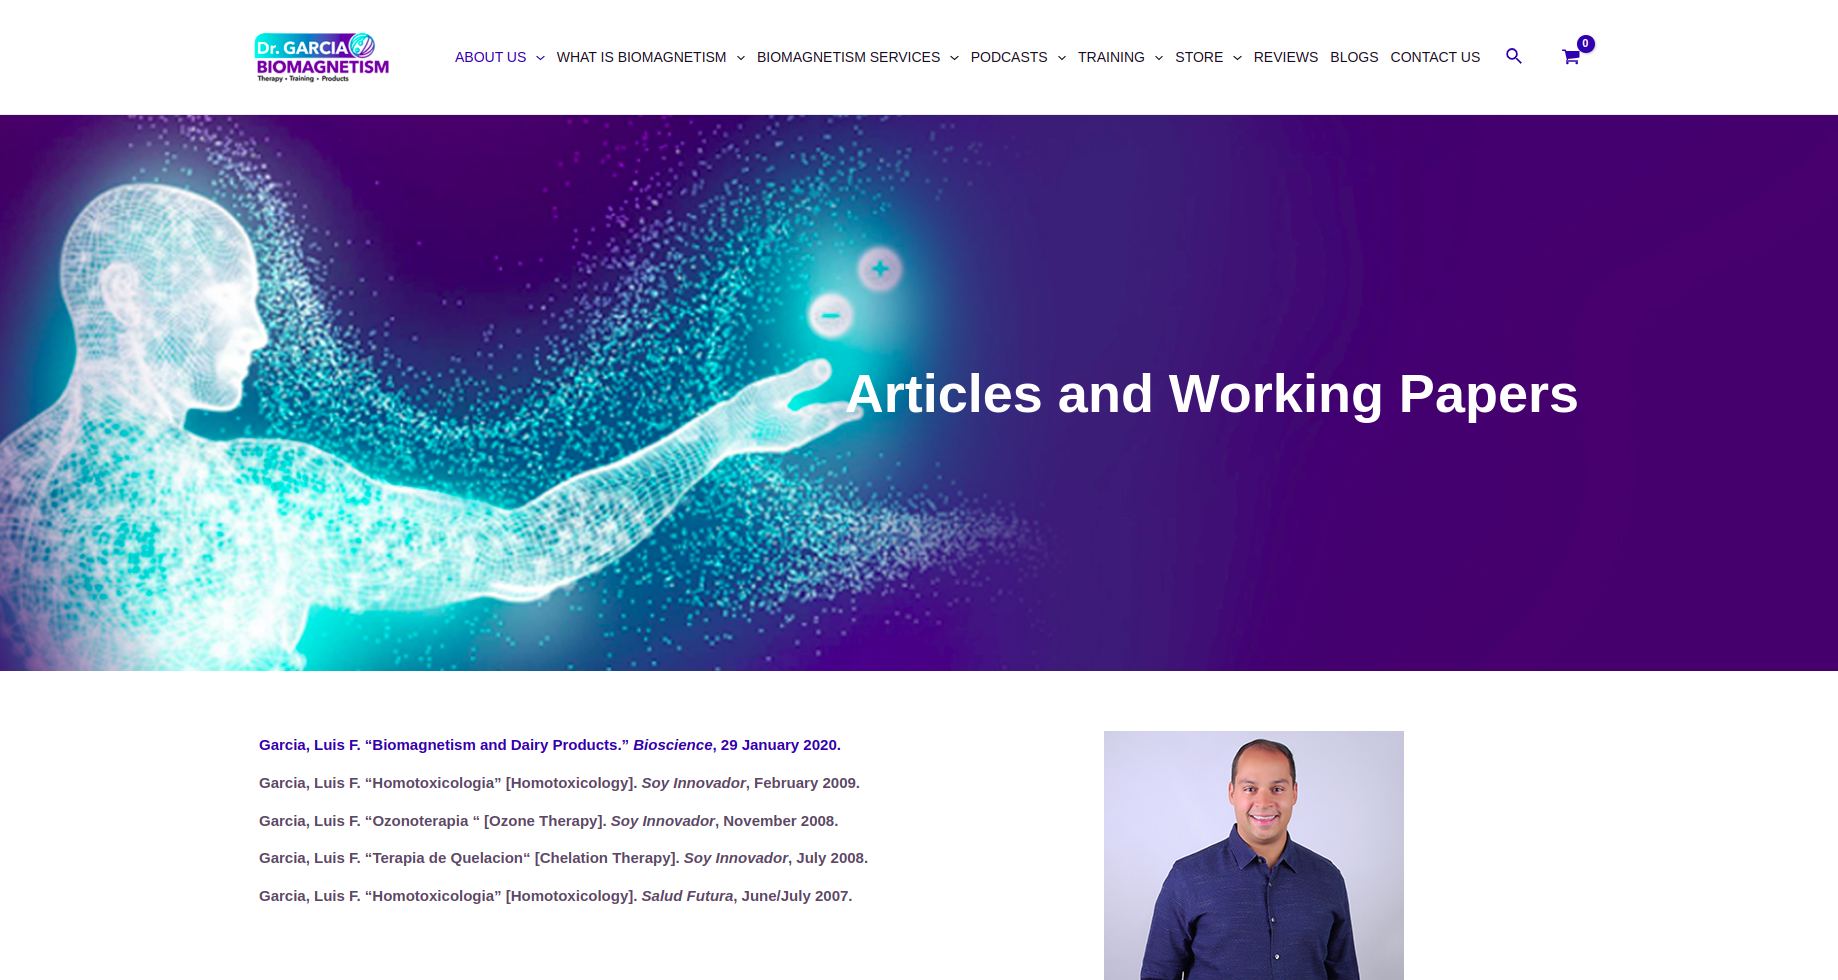 Dr. GARCIA
BIOMAGNETISM
Therapy • Training • Products
ABOUT US
WHAT IS BIOMAGNETISM
BIOMAGNETISM SERVICES
PODCASTS
TRAINING
STORE
REVIEWS
BLOGS
CONTACT US
0
+
−
Articles and Working Papers
Garcia, Luis F. “Biomagnetism and Dairy Products.” Bioscience, 29 January 2020.
Garcia, Luis F. “Homotoxicologia” [Homotoxicology]. Soy Innovador, February 2009.
Garcia, Luis F. “Ozonoterapia “ [Ozone Therapy]. Soy Innovador, November 2008.
Garcia, Luis F. “Terapia de Quelacion“ [Chelation Therapy]. Soy Innovador, July 2008.
Garcia, Luis F. “Homotoxicologia” [Homotoxicology]. Salud Futura, June/July 2007.